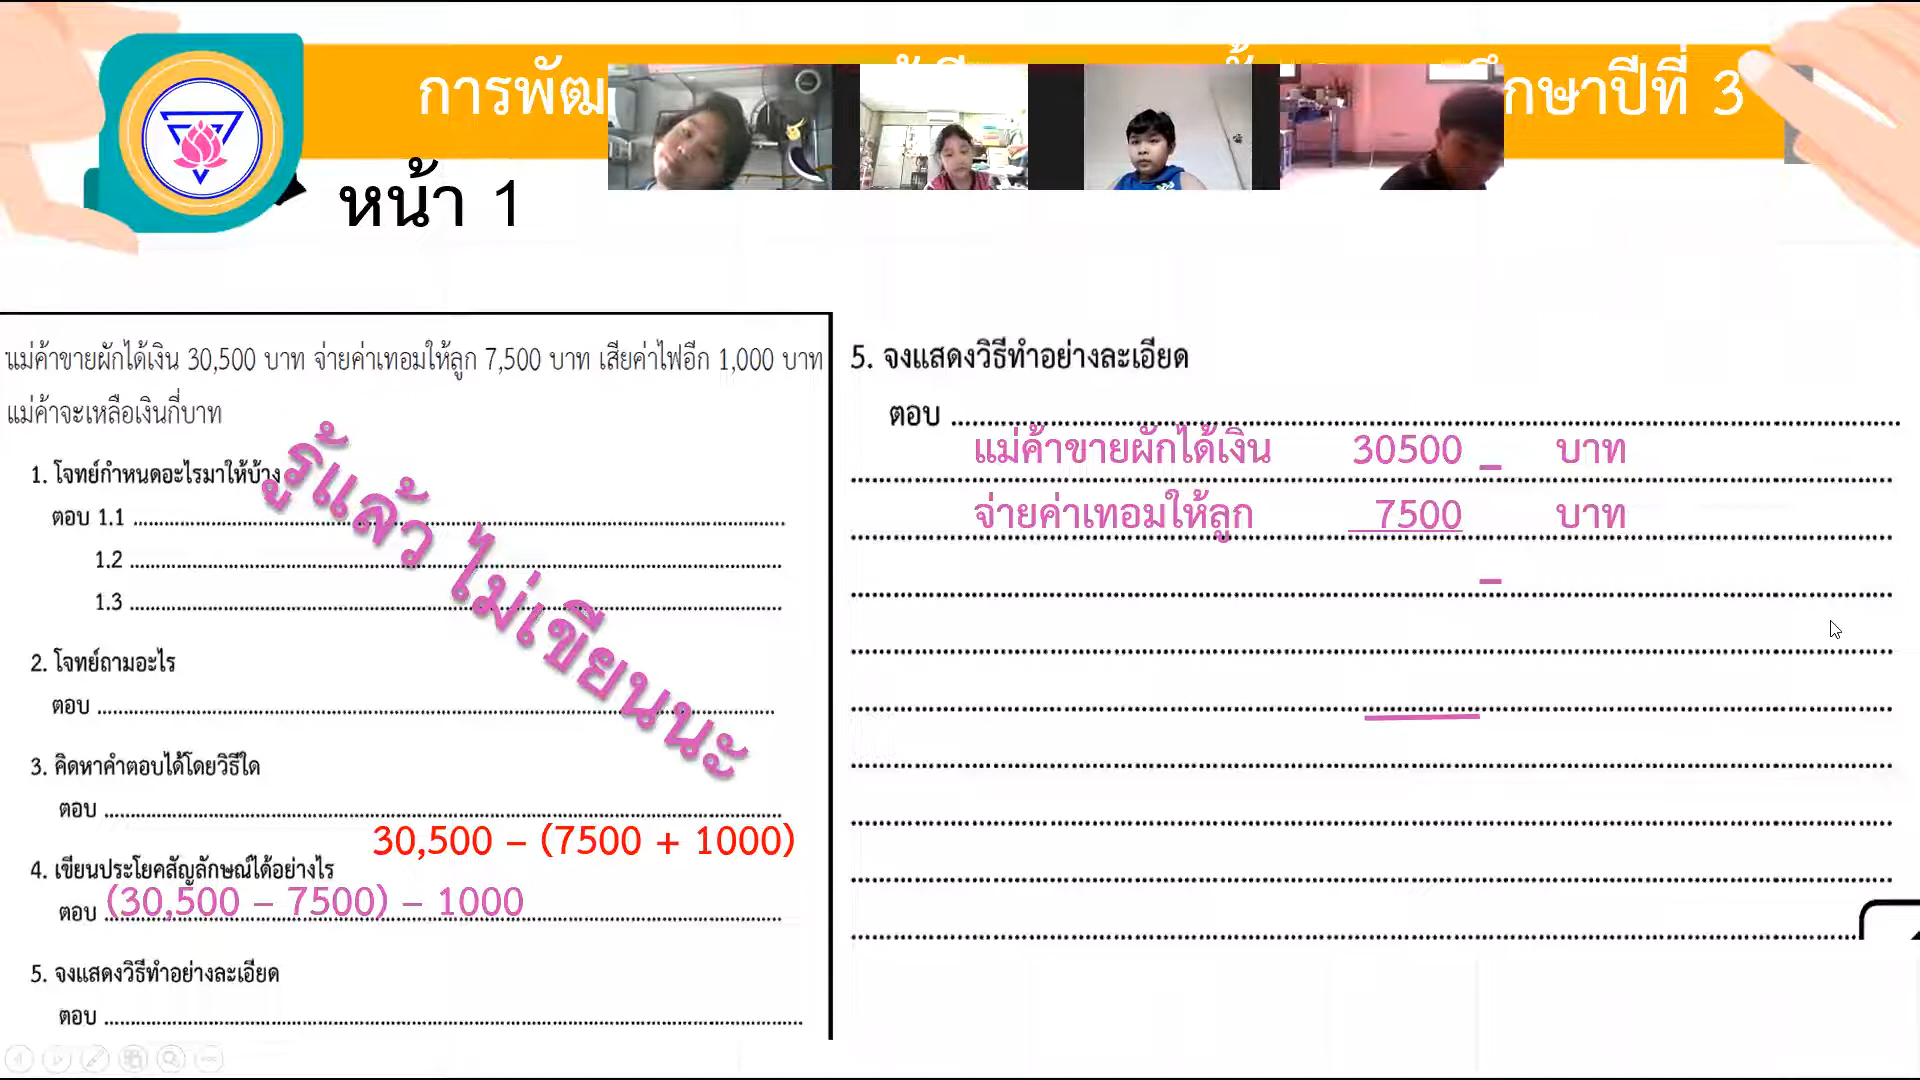 หน้า 1
แม่ค้าขายผักได้เงิน 30,500 บาท จ่ายค่าเทอมให้ลูก 7,500 บาท เสียค่าไฟอีก 1,000 บาท
แม่ค้าจะเหลือเงินกี่บาท
1. โจทย์กำหนดอะไรมาให้บ้าง
ตอบ 1.1
1.2
1.3
รู้แล้ว ไม่เขียนนะ
2. โจทย์ถามอะไร
ตอบ
3. คิดหาคำตอบได้โดยวิธีใด
ตอบ
30,500 – (7500 + 1000)
4. เขียนประโยคสัญลักษณ์ได้อย่างไร
ตอบ (30,500 – 7500) – 1000
5. จงแสดงวิธีทำอย่างละเอียด
ตอบ
5. จงแสดงวิธีทำอย่างละเอียด
ตอบ
แม่ค้าขายผักได้เงิน 30500 – บาท
จ่ายค่าเทอมให้ลูก 7500 บาท
–